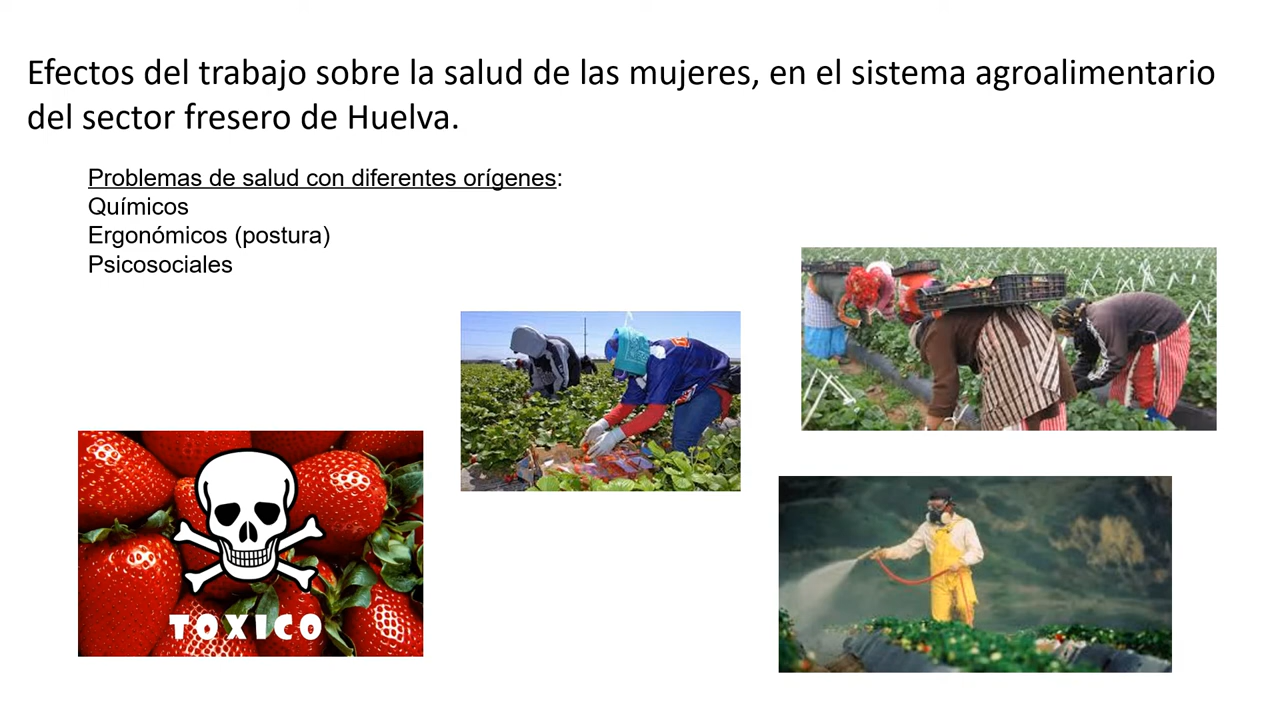 Efectos del trabajo sobre la salud de las mujeres, en el sistema agroalimentario
del sector fresero de Huelva.
Problemas de salud con diferentes orígenes:
Químicos
Ergonómicos (postura)
Psicosociales
TOXICO